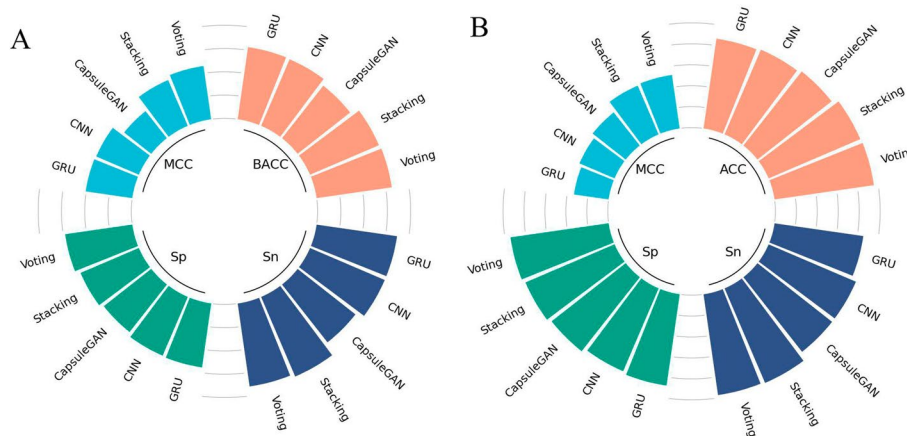 A
Voting
Stacking
CapsuleGAN
CNN
GRU
MCC
GRU
CNN
CapsuleGAN
Stacking
Voting
BACC
Sp
Voting
Stacking
CapsuleGAN
CNN
GRU
Sn
GRU
CNN
CapsuleGAN
Stacking
Voting
B
Voting
Stacking
CapsuleGAN
CNN
GRU
MCC
GRU
CNN
CapsuleGAN
Stacking
Voting
ACC
Sp
Voting
Stacking
CapsuleGAN
CNN
GRU
Sn
GRU
CNN
CapsuleGAN
Stacking
Voting